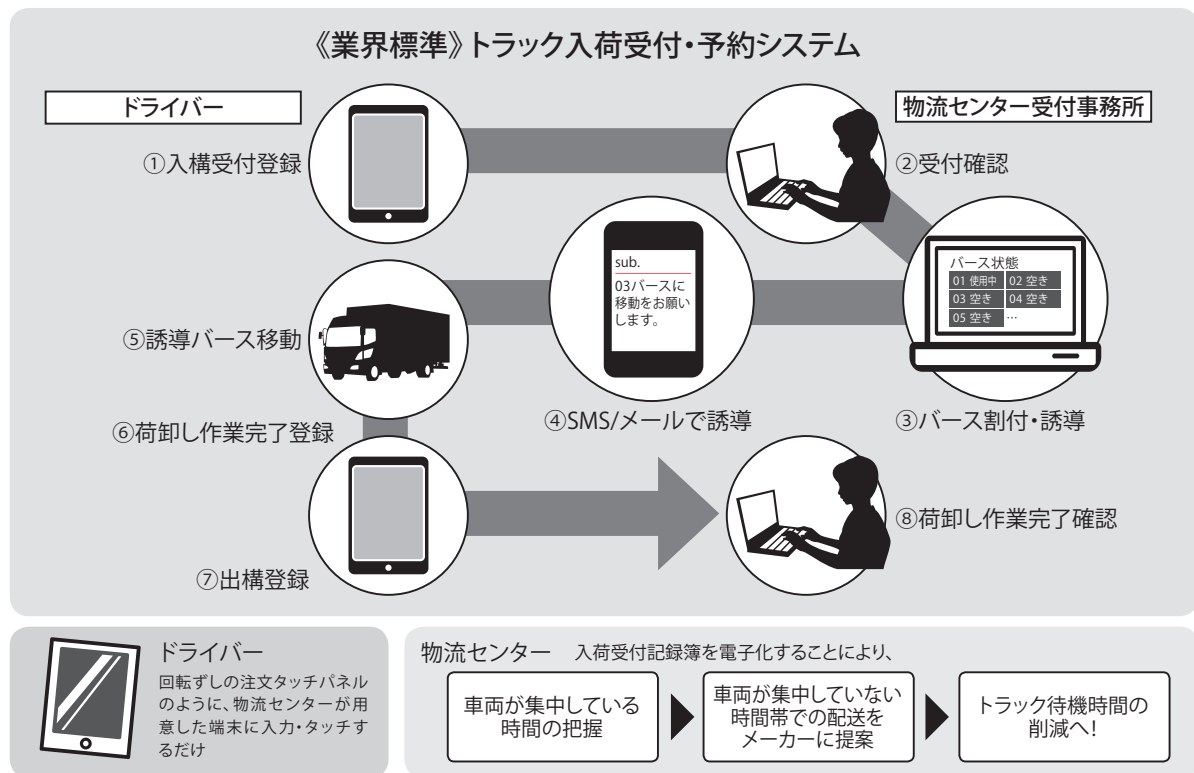 《業界標準》トラック入荷受付・予約システム
ドライバー
物流センター受付事務所
①入構受付登録
②受付確認
バース状態
01 使用中 02 空き
03 空き 04 空き
05 空き …
③バース割付・誘導
sub.
03バースに
移動をお願い
します。
④SMS/メールで誘導
⑤誘導バース移動
⑥荷卸し作業完了登録
⑦出構登録
⑧荷卸し作業完了確認
ドライバー
回転ずしの注文タッチパネル
のように、物流センターが用
意した端末に入力・タッチす
るだけ
物流センター 入荷受付記録簿を電子化することにより、
車両が集中している
時間の把握
車両が集中していない
時間帯での配送を
メーカーに提案
トラック待機時間の
削減へ!